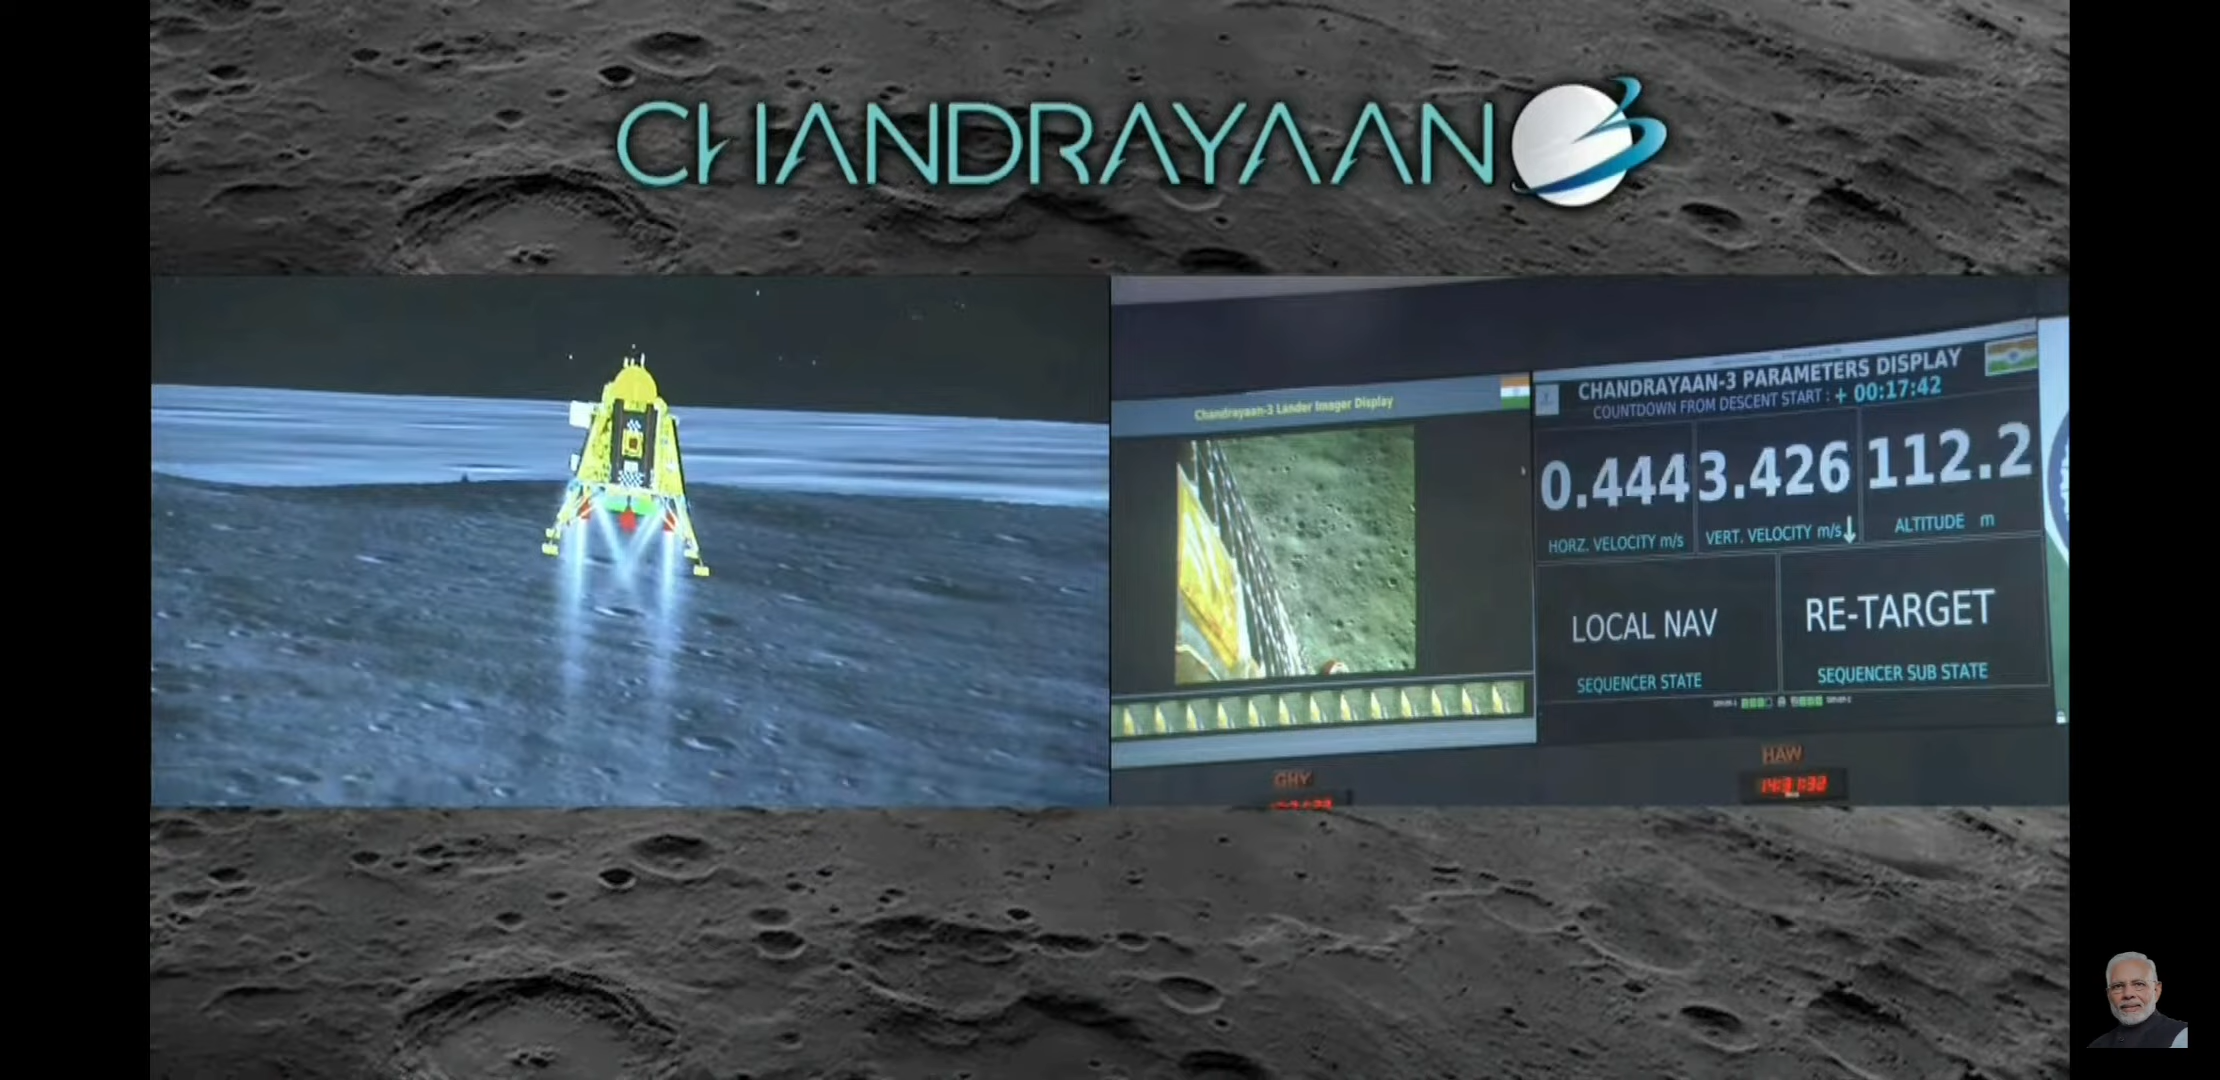 CHANDRAYAAN 3
Chandrayaan-3 Lander Imager Display
CHANDRAYAAN-3 PARAMETERS DISPLAY
COUNTDOWN FROM DESCENT START : + 00:17:42
0.444 3.426 112.2
HORZ. VELOCITY m/s VERT. VELOCITY m/s ALTITUDE m
LOCAL NAV RE-TARGET
SEQUENCER STATE SEQUENCER SUB STATE
GHY HAW